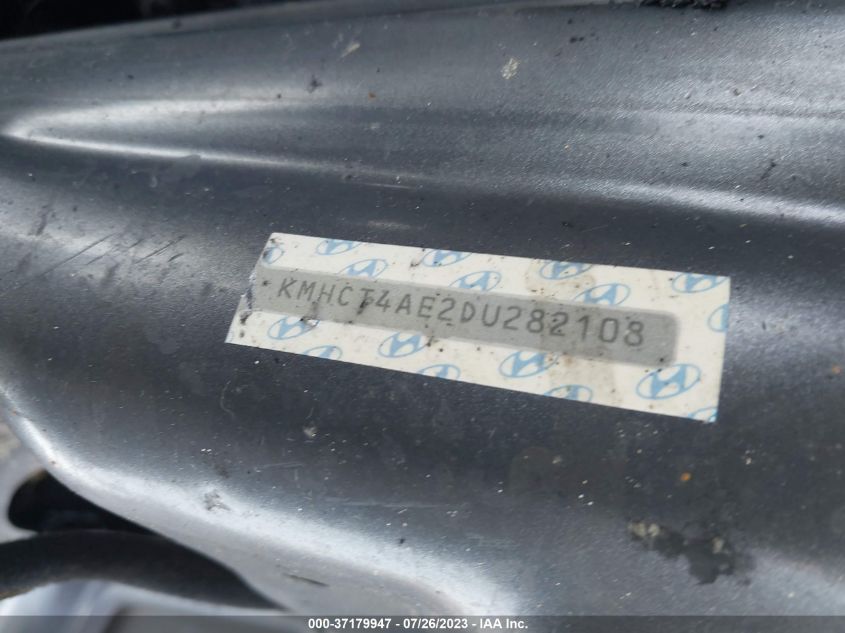 KMHCT4AE2DU282108
000-37179947 - 07/26/2023 - IAA Inc.